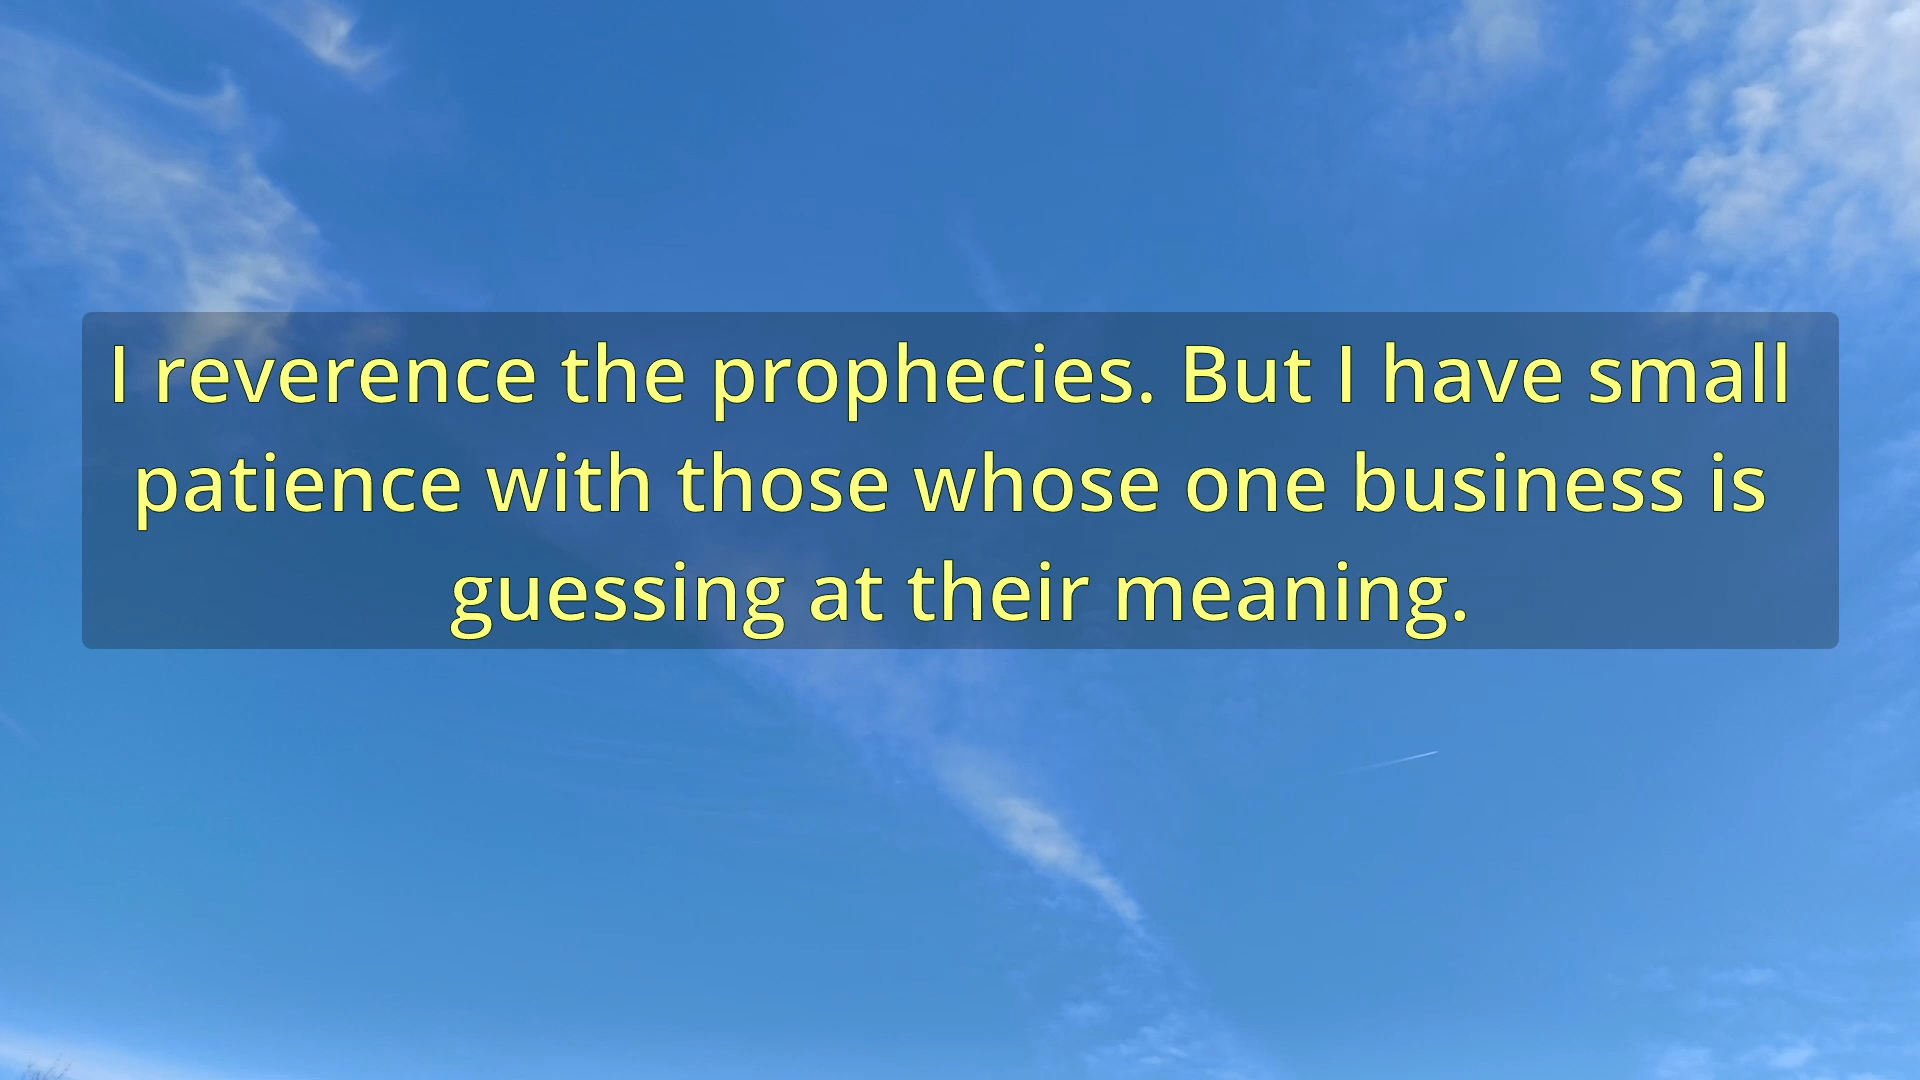 I reverence the prophecies. But I have small
patience with those whose one business is
guessing at their meaning.